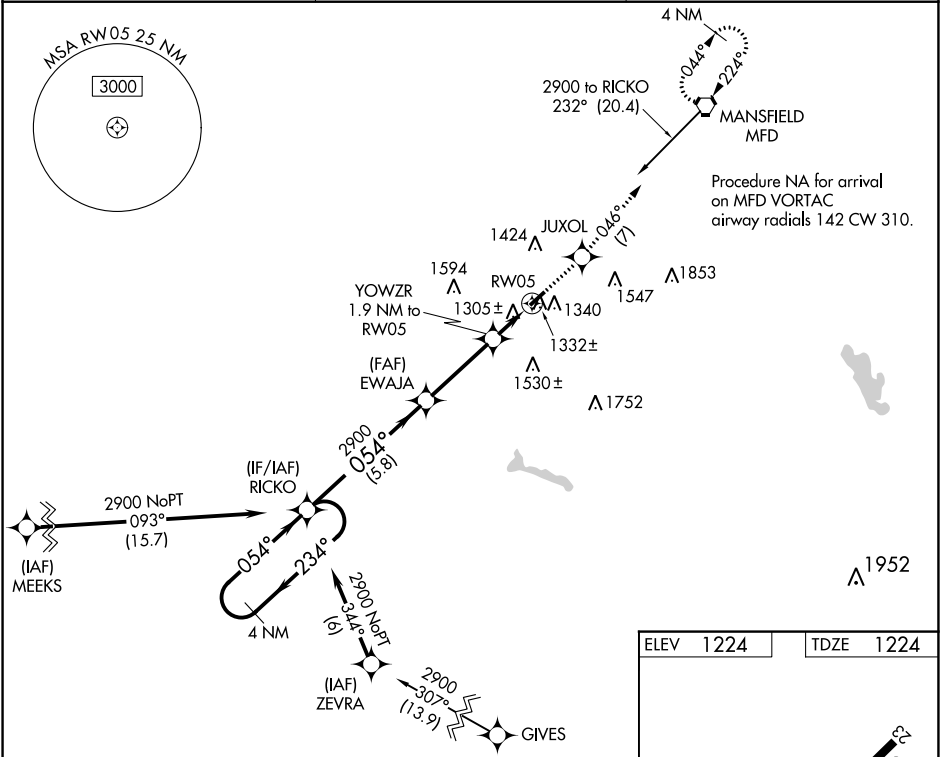 MSA RW05 25 NM
3000
4 NM
044°
224°
2900 to RICKO
232° (20.4)
MANSFIELD
MFD
Procedure NA for arrival
on MFD VORTAC
airway radials 142 CW 310.
046°
(7)
JUXOL
1424
1594
RW05
1853
1547
YOWZR
1.9 NM to
RW05
1305±
1340
1332±
(FAF)
EWAJA
1530±
1752
2900
054°
(5.8)
(IF/IAF)
RICKO
2900 NoPT
093°
(15.7)
(IAF)
MEEKS
054°
234°
4 NM
2900 NoPT
344°
(6)
1952
(IAF)
ZEVRA
2900
307°
(13.9)
GIVES
ELEV 1224
TDZE 1224
23